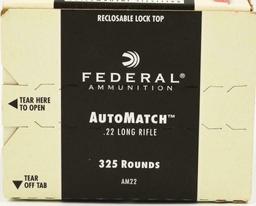 RECLOSABLE LOCK TOP
FEDERAL
AMMUNITION
TEAR HERE
TO OPEN
AUTOMATCH™
.22 LONG RIFLE
325 ROUNDS
TEAR
OFF TAB
AM22